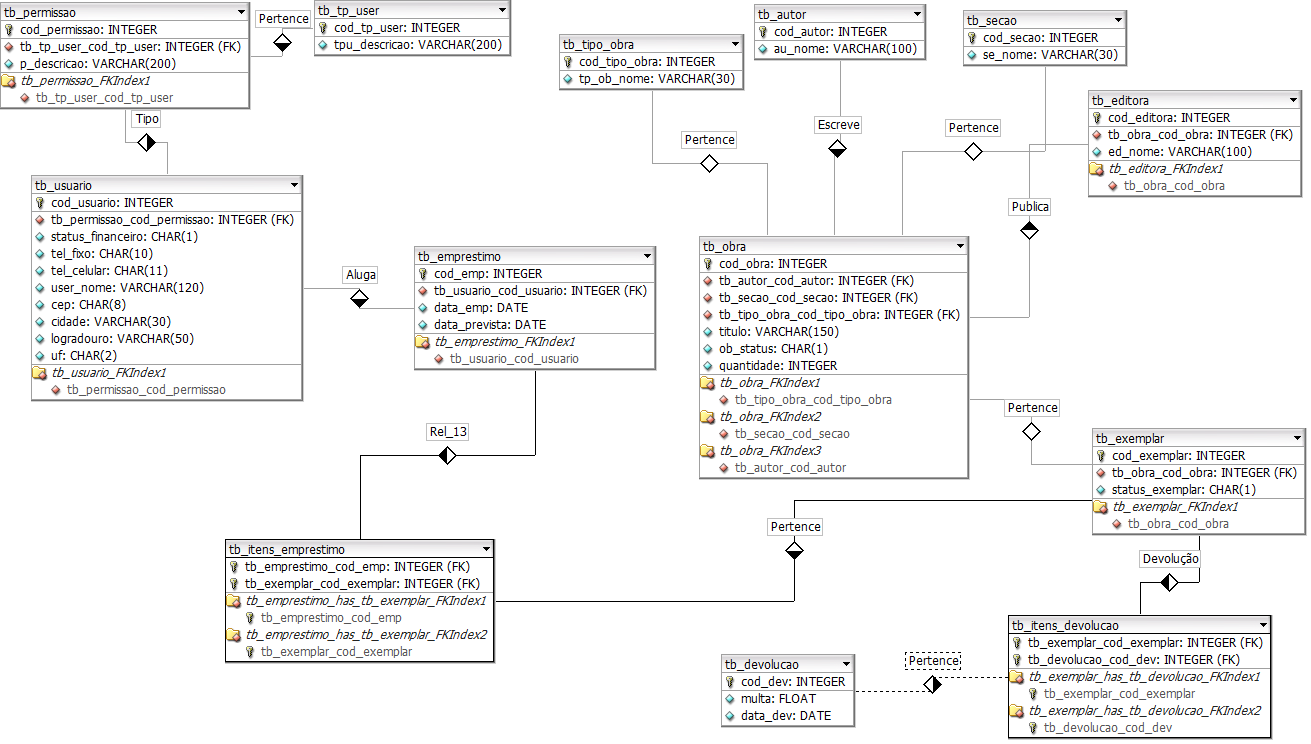 tb_permissao
cod_permissao: INTEGER
tb_tp_user_cod_tp_user: INTEGER (FK)
p_descricao: VARCHAR(200)
tb_permissao_FKIndex1
tb_tp_user_cod_tp_user
Pertence
tb_tp_user
cod_tp_user: INTEGER
tpu_descricao: VARCHAR(200)
tb_tipo_obra
cod_tipo_obra: INTEGER
tp_ob_nome: VARCHAR(30)
tb_autor
cod_autor: INTEGER
au_nome: VARCHAR(100)
tb_secao
cod_secao: INTEGER
se_nome: VARCHAR(30)
tb_editora
cod_editora: INTEGER
tb_obra_cod_obra: INTEGER (FK)
ed_nome: VARCHAR(100)
tb_editora_FKIndex1
tb_obra_cod_obra
Tipo
Pertence
Escreve
Pertence
Publica
tb_usuario
cod_usuario: INTEGER
tb_permissao_cod_permissao: INTEGER (FK)
status_financeiro: CHAR(1)
tel_fixo: CHAR(10)
tel_celular: CHAR(11)
user_nome: VARCHAR(120)
cep: CHAR(8)
cidade: VARCHAR(30)
logradouro: VARCHAR(50)
uf: CHAR(2)
tb_usuario_FKIndex1
tb_permissao_cod_permissao
Aluga
tb_emprestimo
cod_emp: INTEGER
tb_usuario_cod_usuario: INTEGER (FK)
data_emp: DATE
data_prevista: DATE
tb_emprestimo_FKIndex1
tb_usuario_cod_usuario
tb_obra
cod_obra: INTEGER
tb_autor_cod_autor: INTEGER (FK)
tb_secao_cod_secao: INTEGER (FK)
tb_tipo_obra_cod_tipo_obra: INTEGER (FK)
titulo: VARCHAR(150)
ob_status: CHAR(1)
quantidade: INTEGER
tb_obra_FKIndex1
tb_tipo_obra_cod_tipo_obra
tb_obra_FKIndex2
tb_secao_cod_secao
tb_obra_FKIndex3
tb_autor_cod_autor
Pertence
Rel_13
tb_exemplar
cod_exemplar: INTEGER
tb_obra_cod_obra: INTEGER (FK)
status_exemplar: CHAR(1)
tb_exemplar_FKIndex1
tb_obra_cod_obra
Pertence
Devolução
tb_itens_emprestimo
tb_emprestimo_cod_emp: INTEGER (FK)
tb_exemplar_cod_exemplar: INTEGER (FK)
tb_emprestimo_has_tb_exemplar_FKIndex1
tb_emprestimo_cod_emp
tb_emprestimo_has_tb_exemplar_FKIndex2
tb_exemplar_cod_exemplar
tb_devolucao
cod_dev: INTEGER
multa: FLOAT
data_dev: DATE
Pertence
tb_itens_devolucao
tb_exemplar_cod_exemplar: INTEGER (FK)
tb_devolucao_cod_dev: INTEGER (FK)
tb_exemplar_has_tb_devolucao_FKIndex1
tb_exemplar_cod_exemplar
tb_exemplar_has_tb_devolucao_FKIndex2
tb_devolucao_cod_dev